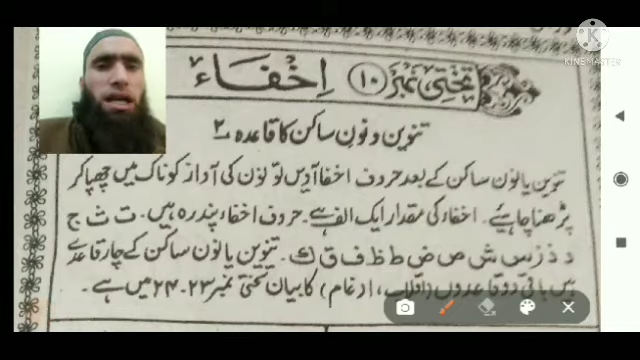 KINEMASTER
تختی نمبر ۱۰ اِخْفَاء
تنوین و نون ساکن کا قاعدہ ۲
تنوین یا نون ساکن کے بعد حروف اخفا آویں تو نون کی آواز کو ناک میں چھپا کر
پڑھنا چاہیئے۔ اخفاء کی مقدار ایک الف ہے۔ حروف اخفاء پندرہ ہیں۔ ت ث ج
د ذ ز س ش ص ض ط ظ ف ق ك۔ تنوین یا نون ساکن کے چار قاعدے
ہیں باقی دو قاعدوں (اقلاب، ادغام) کا بیان تختی نمبر ۲۳-۲۴ میں ہے۔